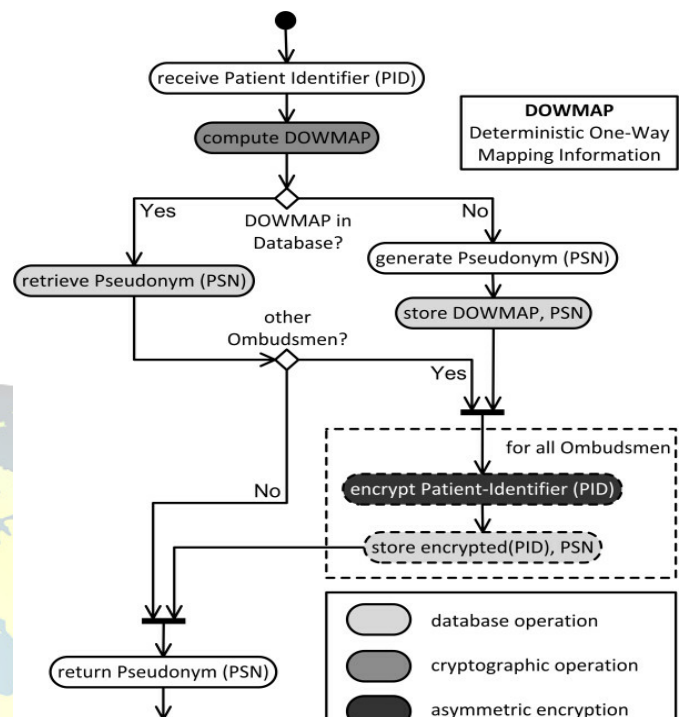 receive Patient Identifier (PID)
compute DOWMAP
DOWMAP
Deterministic One-Way
Mapping Information
Yes
No
DOWMAP in
Database?
generate Pseudonym (PSN)
retrieve Pseudonym (PSN)
store DOWMAP, PSN
other
Ombudsmen?
Yes
for all Ombudsmen
encrypt Patient-Identifier (PID)
No
store encrypted(PID), PSN
database operation
return Pseudonym (PSN)
cryptographic operation
asymmetric encryption